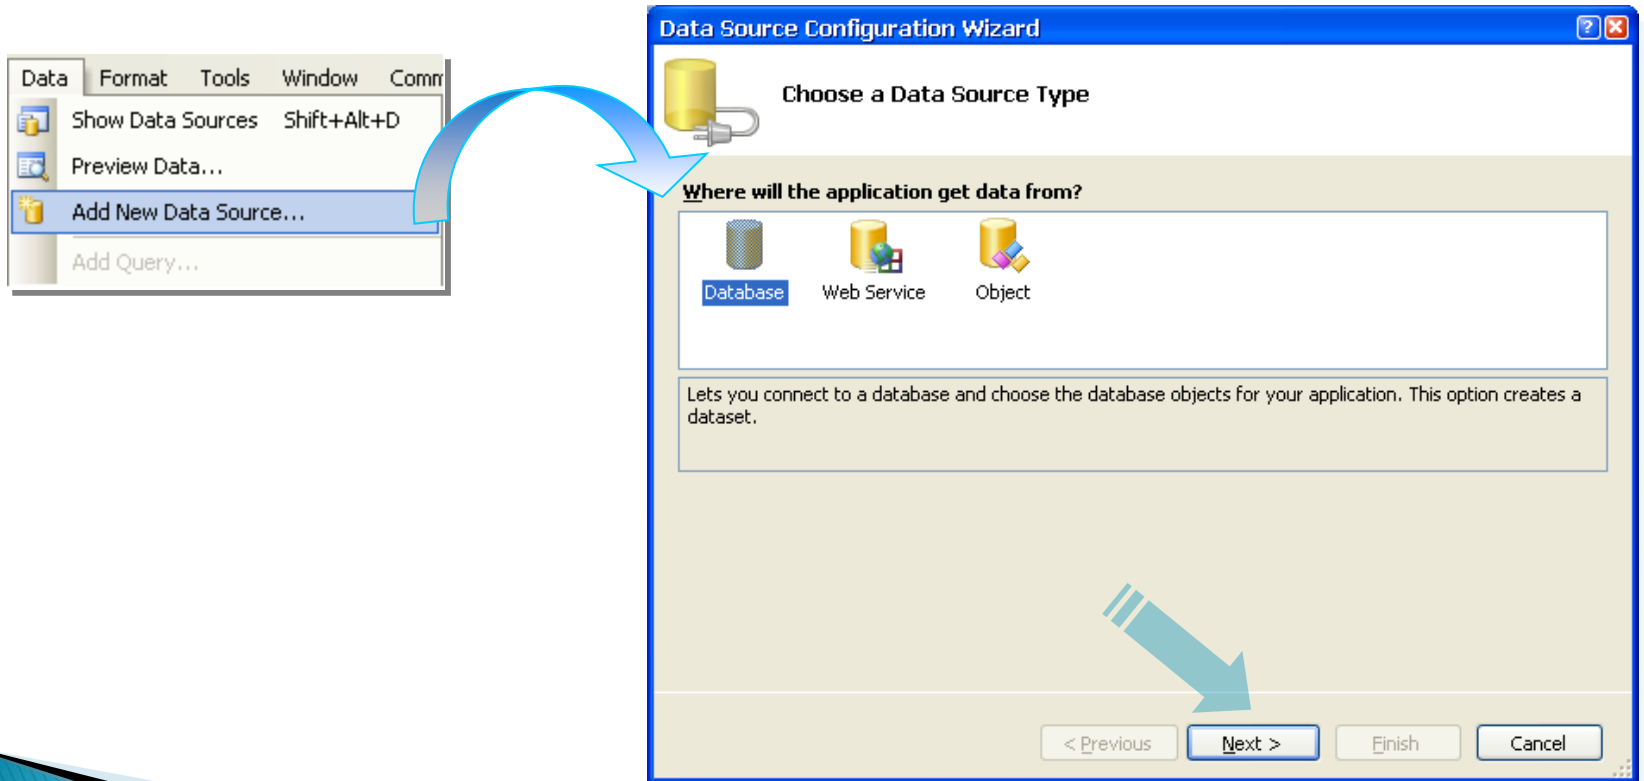 Data Format Tools Window Comm
Show Data Sources Shift+Alt+D
Preview Data...
Add New Data Source...
Add Query...
Data Source Configuration Wizard
Choose a Data Source Type
Where will the application get data from?
Database Web Service Object
Lets you connect to a database and choose the database objects for your application. This option creates a
dataset.
< Previous Next > Finish Cancel